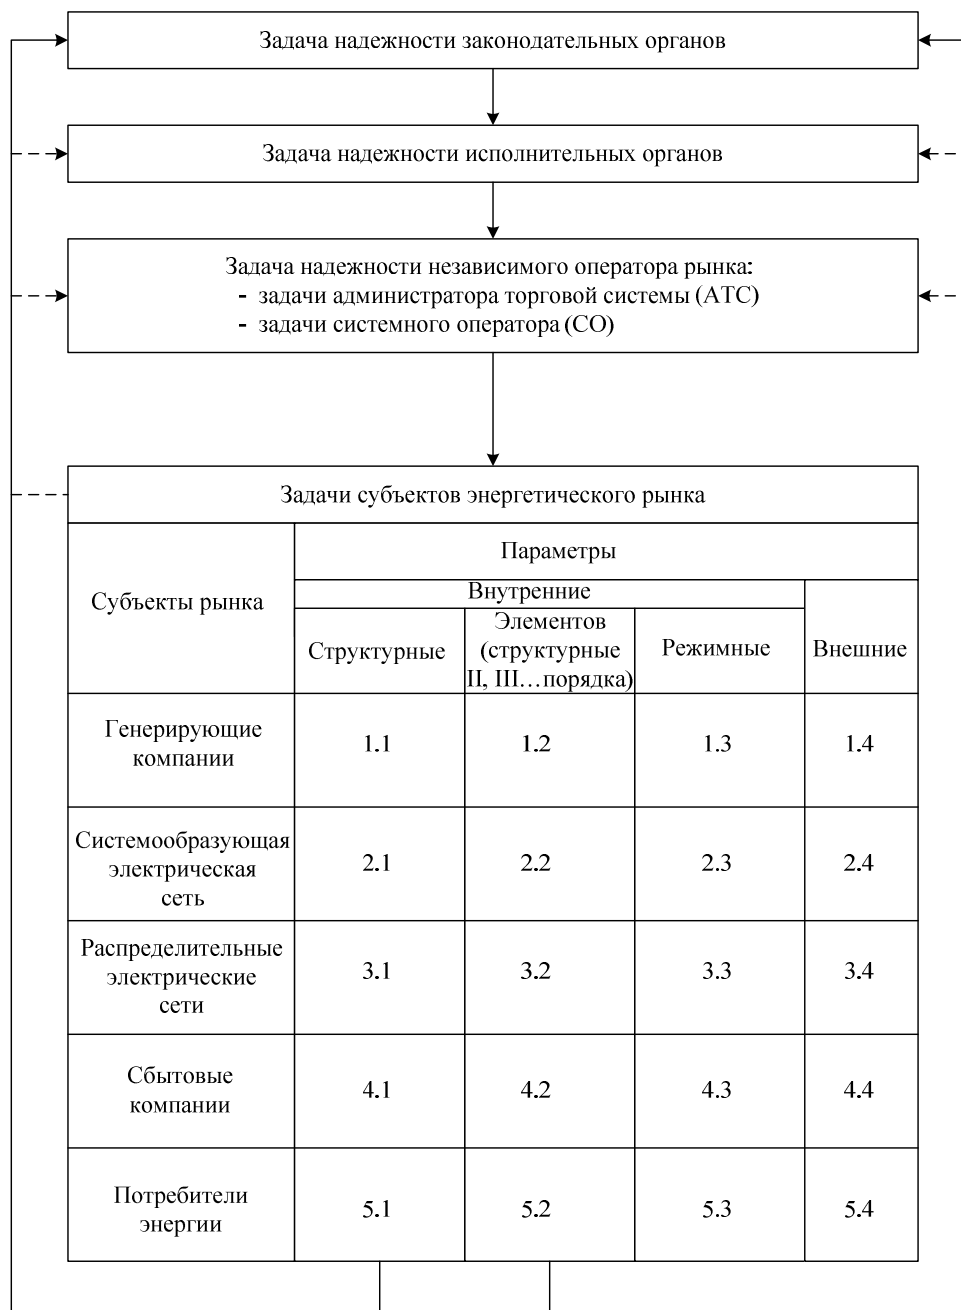 Задача надежности законодательных органов
Задача надежности исполнительных органов
Задача надежности независимого оператора рынка:
- задачи администратора торговой системы (АТС)
- задачи системного оператора (СО)
Задачи субъектов энергетического рынка
Субъекты рынка
Параметры
Внутренние
Структурные
Элементов
(структурные
II, III...порядка)
Режимные
Внешние
Генерирующие
компании
1.1
1.2
1.3
1.4
Системообразующая
электрическая
сеть
2.1
2.2
2.3
2.4
Распределительные
электрические
сети
3.1
3.2
3.3
3.4
Сбытовые
компании
4.1
4.2
4.3
4.4
Потребители
энергии
5.1
5.2
5.3
5.4